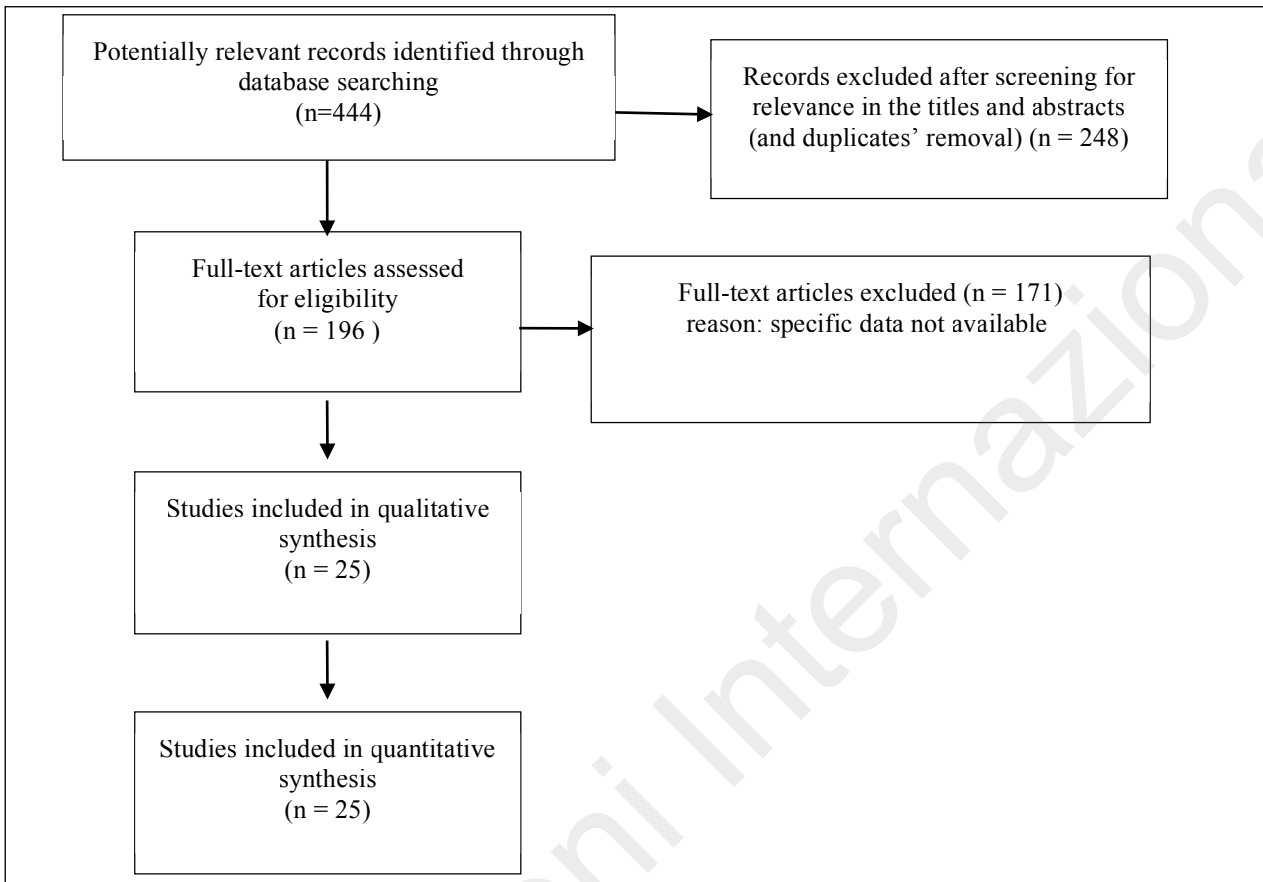 Potentially relevant records identified through
database searching
(n=444)
Records excluded after screening for
relevance in the titles and abstracts
(and duplicates’ removal) (n = 248)
Full-text articles assessed
for eligibility
(n = 196 )
Full-text articles excluded (n = 171)
reason: specific data not available
Studies included in qualitative
synthesis
(n = 25)
Studies included in quantitative
synthesis
(n = 25)